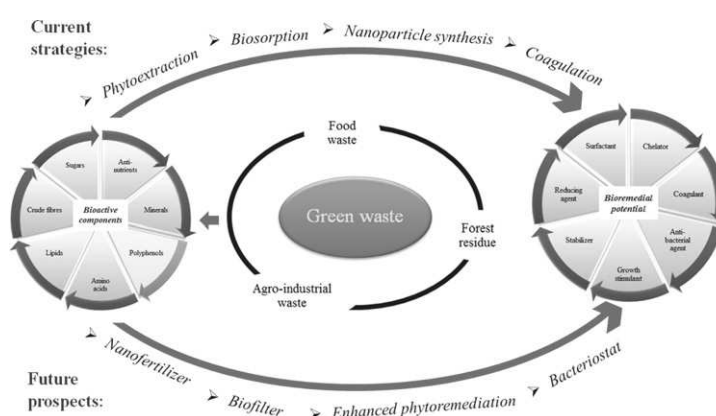 Current
strategies:
Phytoextraction
Biosorption
Nanoparticle synthesis
Coagulation
Sugars
Anti-
nutrients
Minerals
Polyphenols
Amino
acids
Lipids
Crude fibres
Bioactive
components
Food
waste
Green waste
Forest
residue
Agro-industrial
waste
Surfactant
Chelator
Coagulant
Anti-
bacterial
agent
Growth
stimulant
Stabilizer
Reducing
agent
Bioremedial
potential
Future
prospects:
Nanofertilizer
Biofilter
Enhanced phytoremediation
Bacteriostat